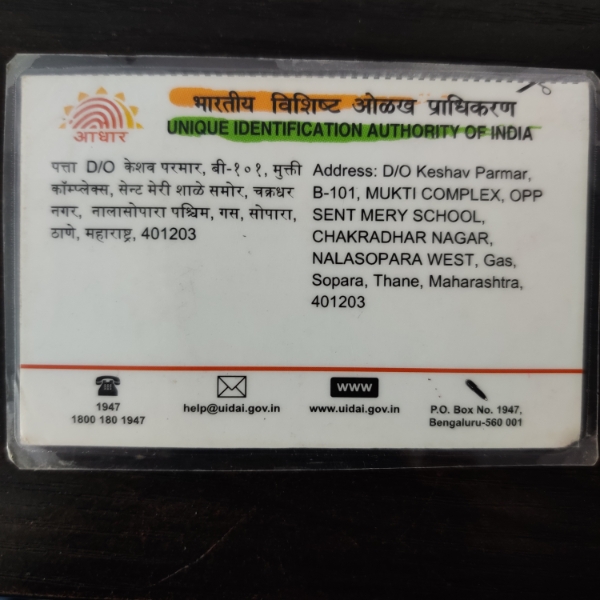 भारतीय विशिष्ट ओळख प्राधिकरण
UNIQUE IDENTIFICATION AUTHORITY OF INDIA
आधार
पत्ता D/O केशव परमार, बी-१०१, मुक्ती
कॉम्प्लेक्स, सेन्ट मेरी शाळे समोर, चक्रधर
नगर, नालासोपारा पश्चिम, गस, सोपारा,
ठाणे, महाराष्ट्र, 401203
Address: D/O Keshav Parmar,
B-101, MUKTI COMPLEX, OPP
SENT MERY SCHOOL,
CHAKRADHAR NAGAR,
NALASOPARA WEST, Gas,
Sopara, Thane, Maharashtra,
401203
1947
1800 180 1947
help@uidai.gov.in
www
www.uidai.gov.in
P.O. Box No. 1947,
Bengaluru-560 001